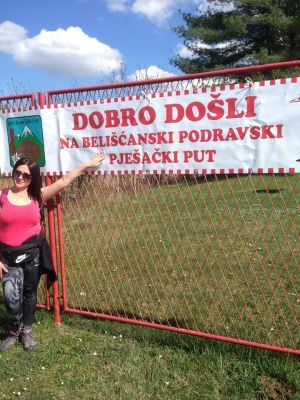 DOBRO DOŠLI
NA BELIŠĆANSKI PODRAVSKI
PJEŠAČKI PUT